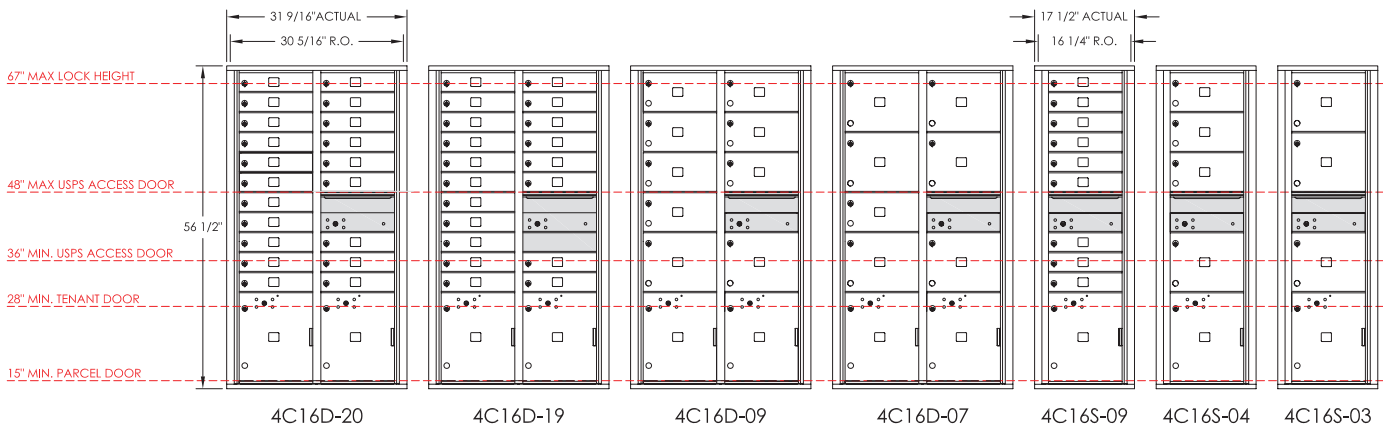 31 9/16" ACTUAL
30 5/16" R.O.
17 1/2" ACTUAL
16 1/4" R.O.
67" MAX LOCK HEIGHT
48" MAX USPS ACCESS DOOR
56 1/2"
36" MIN. USPS ACCESS DOOR
28" MIN. TENANT DOOR
15" MIN. PARCEL DOOR
4C16D-20
4C16D-19
4C16D-09
4C16D-07
4C16S-09
4C16S-04
4C16S-03